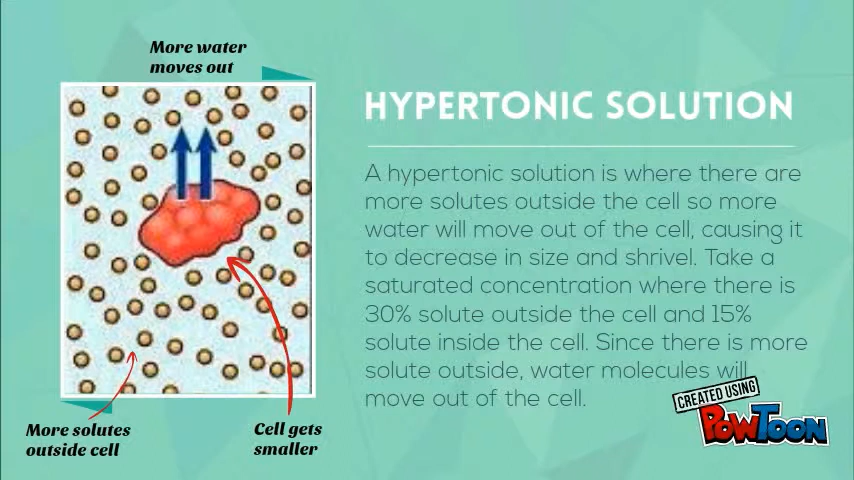 More water
moves out
HYPERTONIC SOLUTION
A hypertonic solution is where there are
more solutes outside the cell so more
water will move out of the cell, causing it
to decrease in size and shrivel. Take a
saturated concentration where there is
30% solute outside the cell and 15%
solute inside the cell. Since there is more
solute outside, water molecules will
move out of the cell.
More solutes
outside cell
Cell gets
smaller
CREATED USING
POWTOON